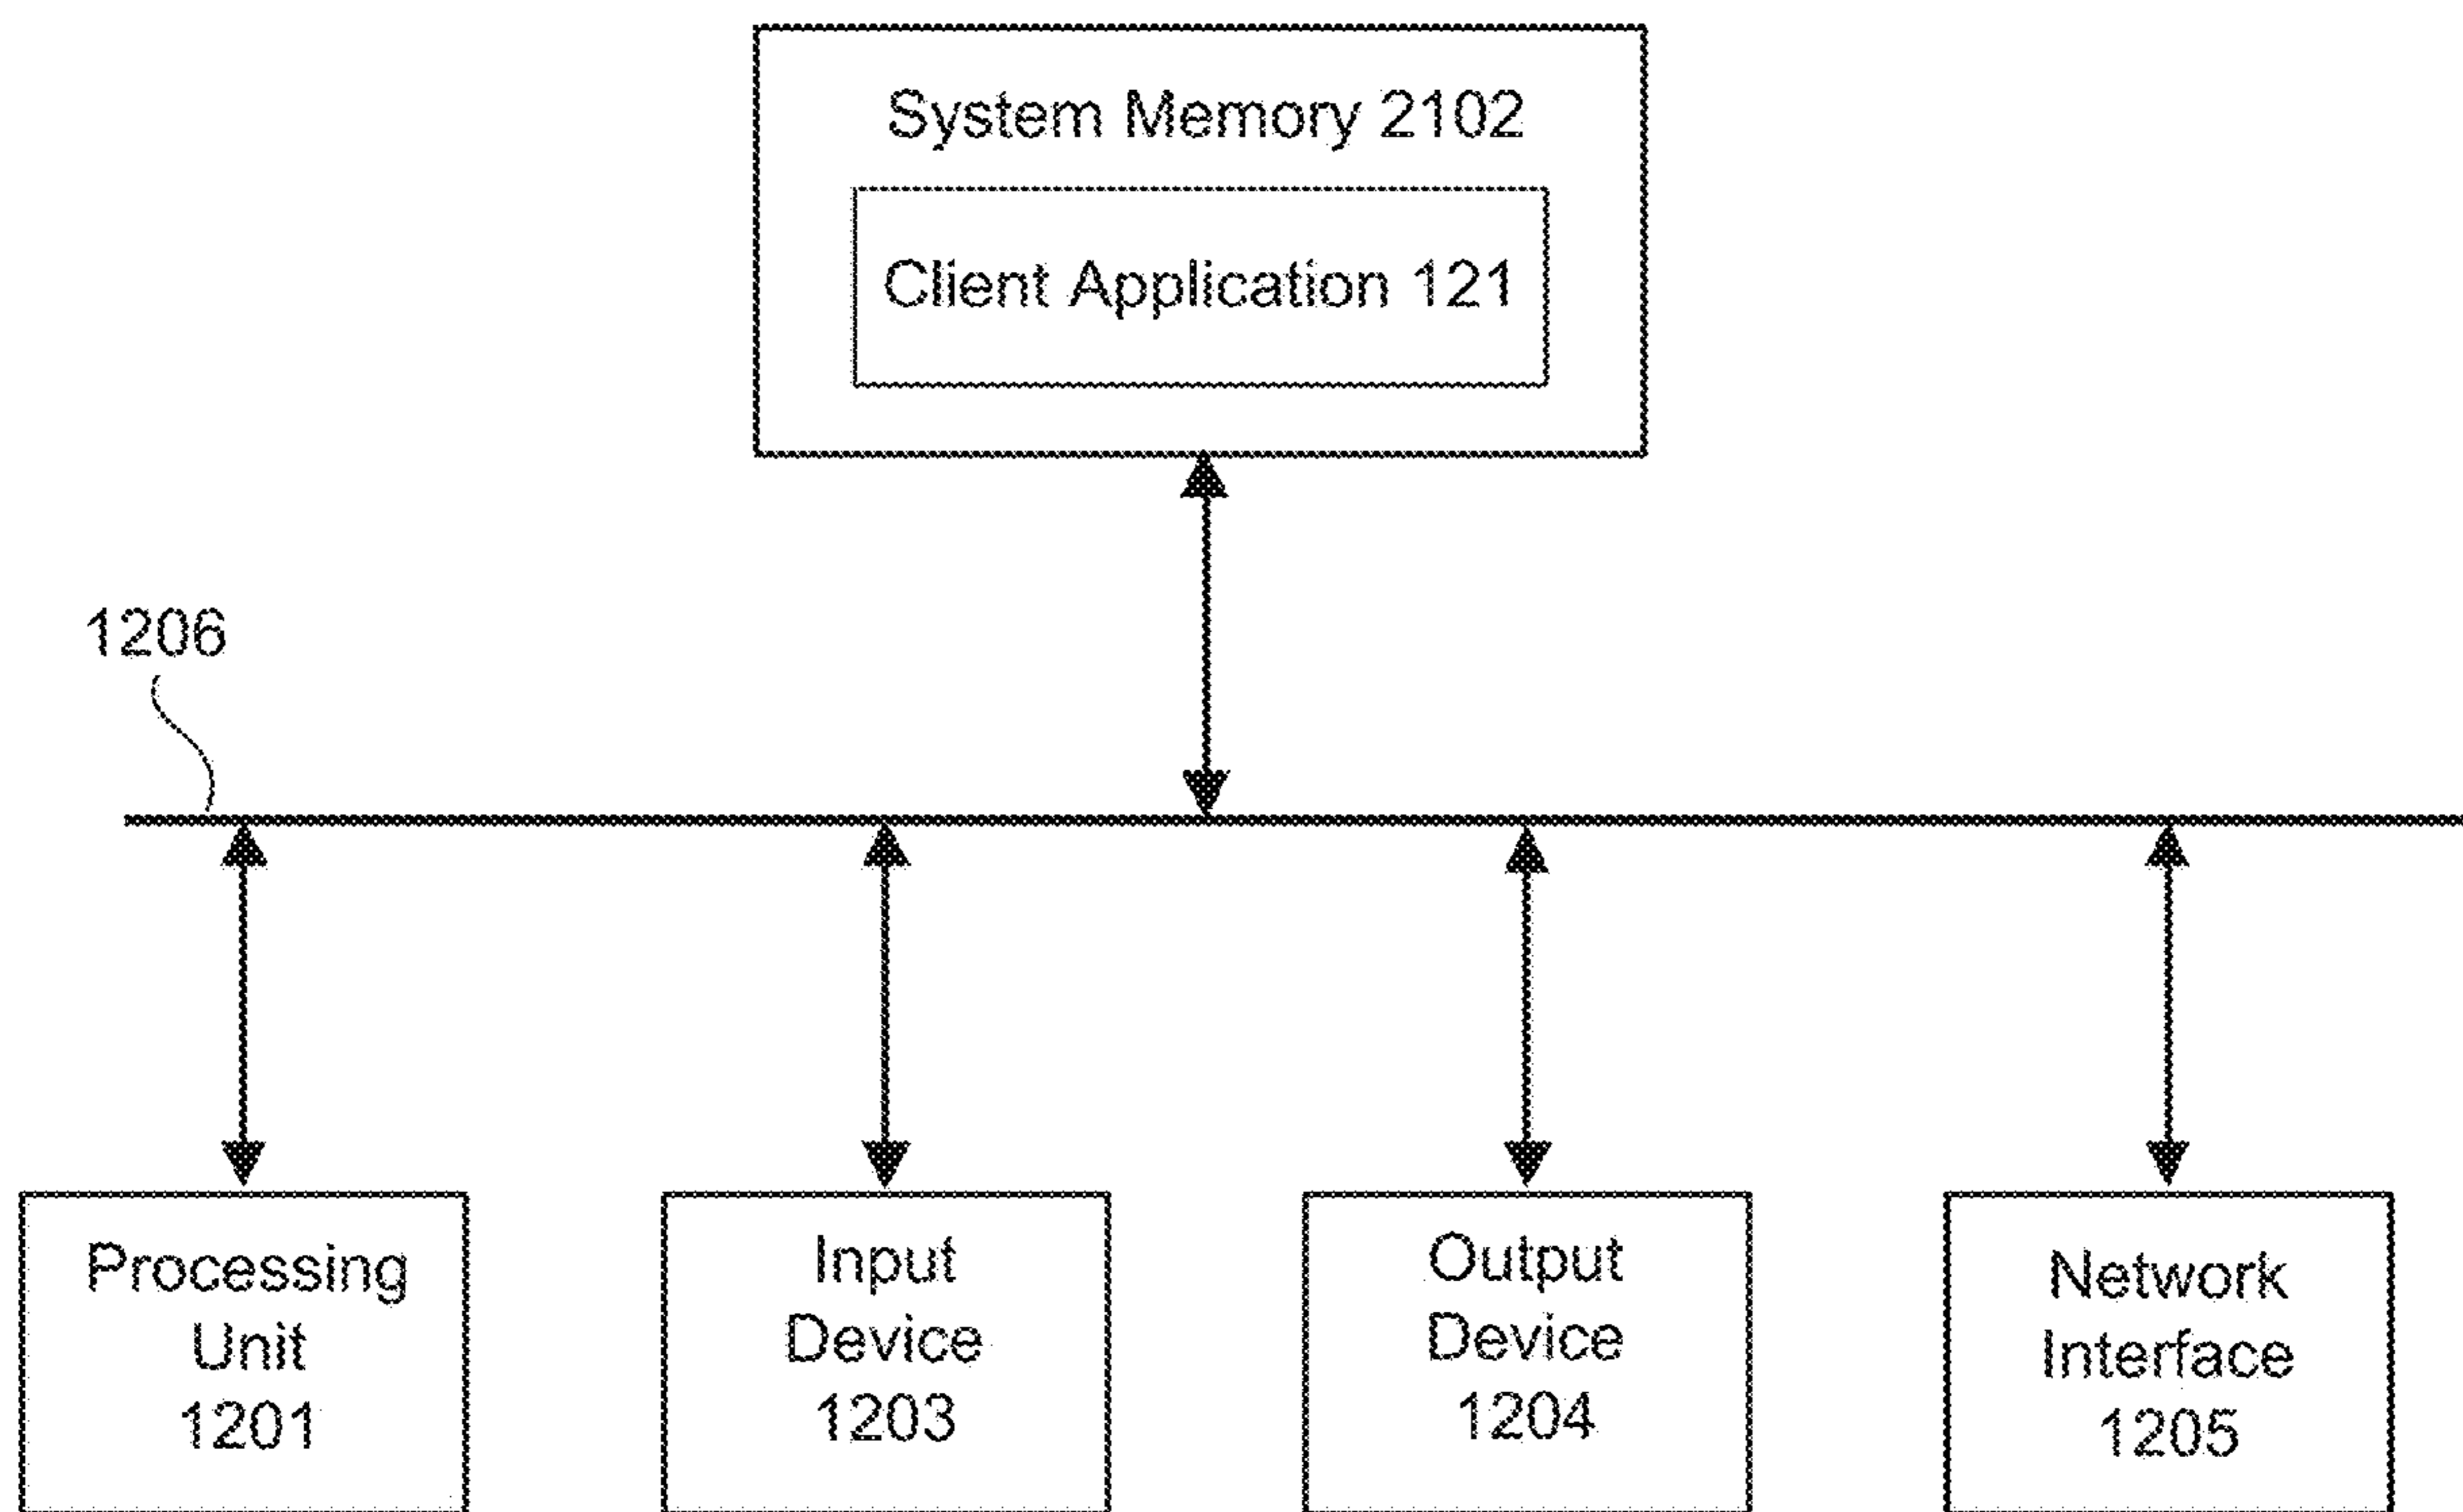 System Memory 2102
Client Application 121
1206
Processing
Unit
1201
Input
Device
1203
Output
Device
1204
Network
Interface
1205